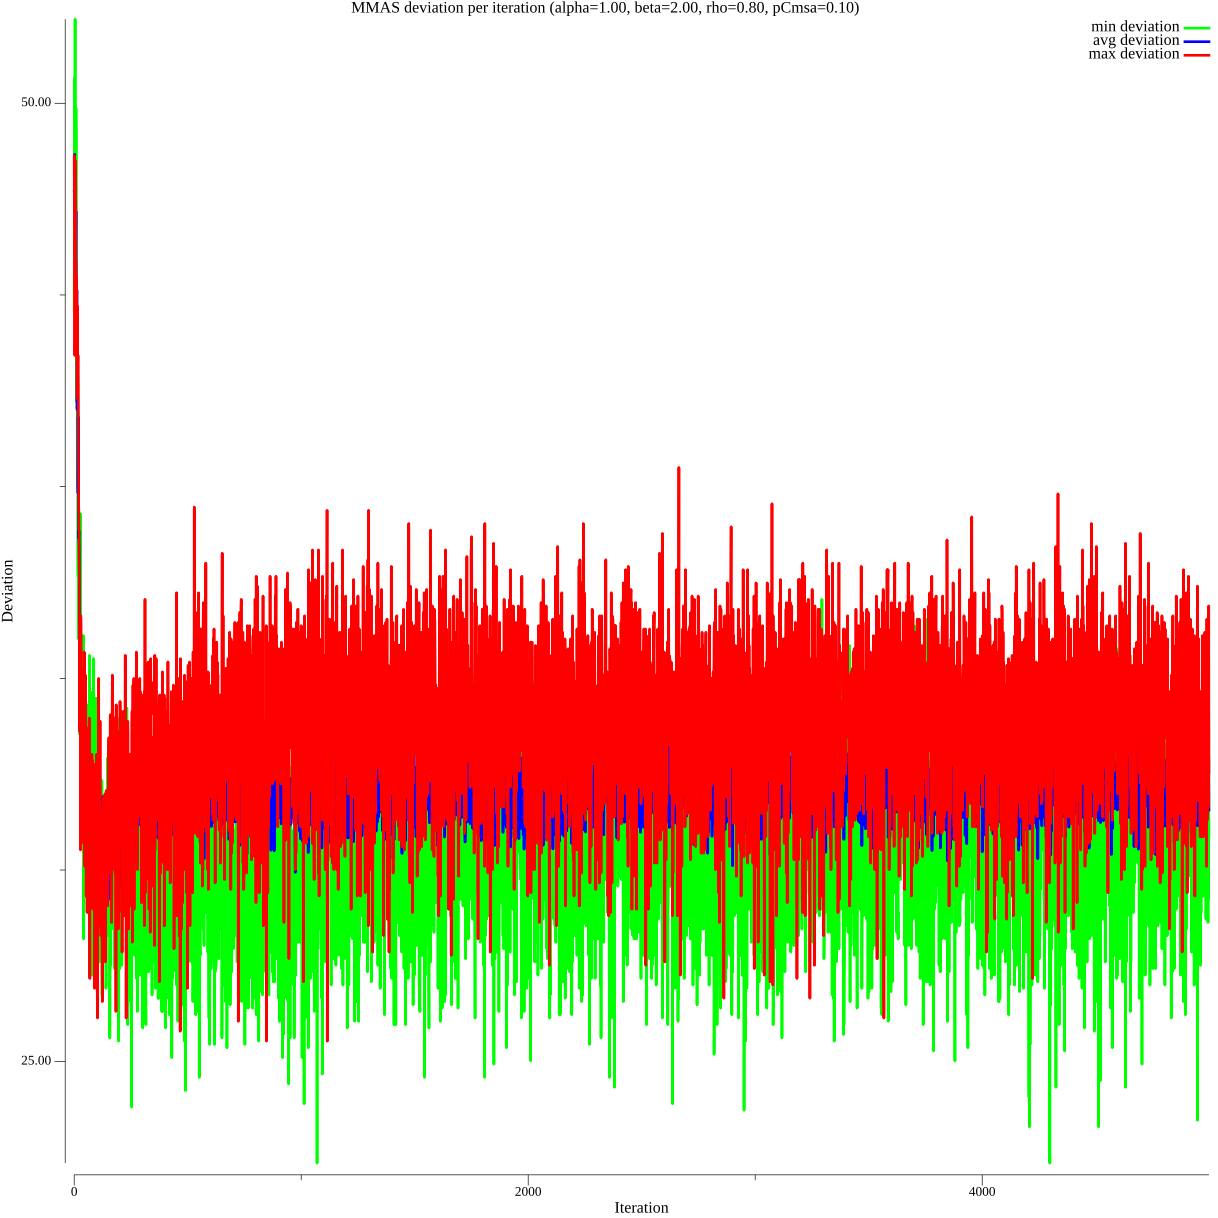 MMAS deviation per iteration (alpha=1.00, beta=2.00, rho=0.80, pCmsa=0.10)
min deviation
avg deviation
max deviation
50.00
Deviation
25.00
0
2000
4000
Iteration